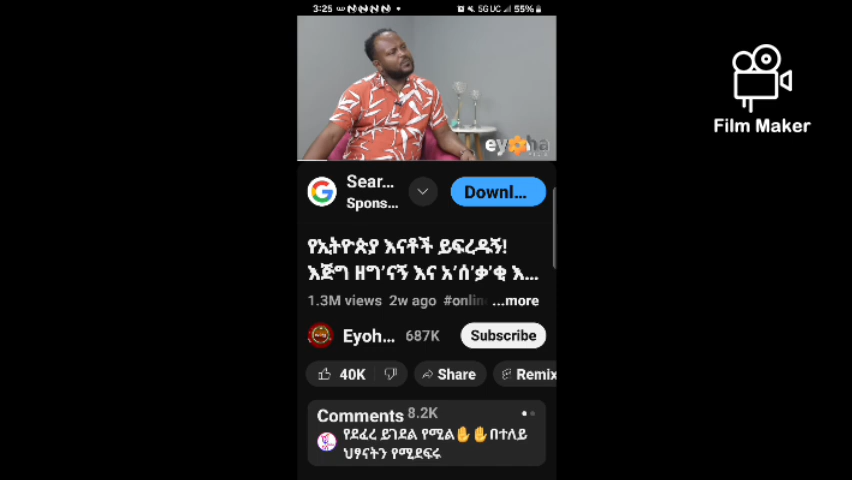 3:25
5G UC 55%
eyoha
Film Maker
Sear...
Spons...
Downl...
የኢትዮጵያ እናቶች ይፍረዱኝ!
እጅግ ዘግ'ናኝ እና አ'ሰ'ቃ'ቂ እ...
1.3M views 2w ago #onlin ...more
Eyoh... 687K Subscribe
40K Share Remix
Comments 8.2K
የደፈረ ይገደል የሚል✋✋በተለይ
ህፃናትን የሚደፍሩ